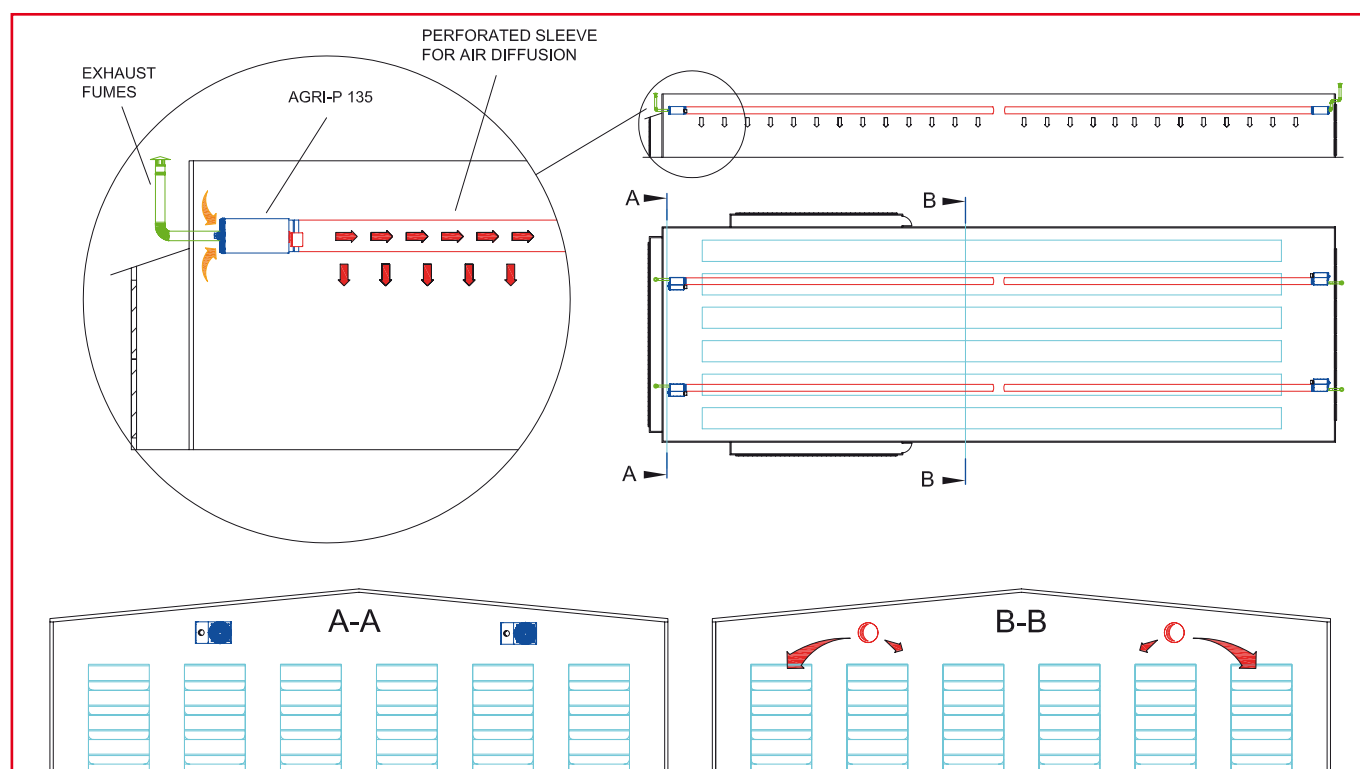 PERFORATED SLEEVE
FOR AIR DIFFUSION
EXHAUST
FUMES
AGRI-P 135
A
B
A
B
A-A
B-B